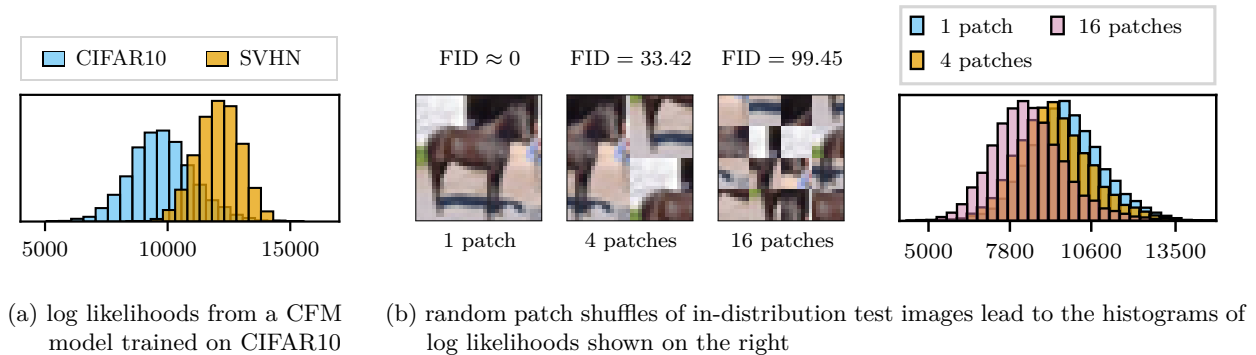 CIFAR10 SVHN
5000 10000 15000
(a) log likelihoods from a CFM
model trained on CIFAR10
FID ≈ 0 FID = 33.42 FID = 99.45
1 patch 4 patches 16 patches
1 patch 16 patches
4 patches
5000 7800 10600 13500
(b) random patch shuffles of in-distribution test images lead to the histograms of
log likelihoods shown on the right